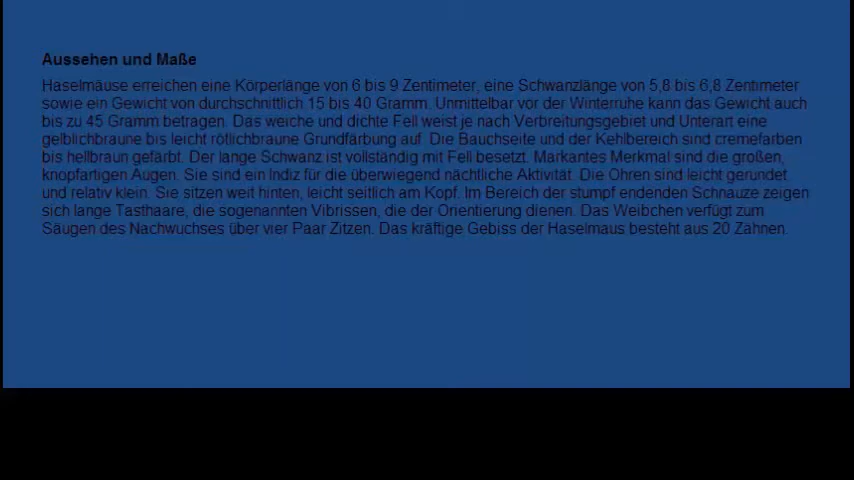 Aussehen und Maße
Haselmäuse erreichen eine Körperlänge von 6 bis 9 Zentimeter, eine Schwanzlänge von 5,8 bis 6,8 Zentimeter
sowie ein Gewicht von durchschnittlich 15 bis 40 Gramm. Unmittelbar vor der Winterruhe kann das Gewicht auch
bis zu 45 Gramm betragen. Das weiche und dichte Fell weist je nach Verbreitungsgebiet und Unterart eine
gelblichbraune bis leicht rötlichbraune Grundfärbung auf. Die Bauchseite und der Kehlbereich sind cremefarben
bis hellbraun gefärbt. Der lange Schwanz ist vollständig mit Fell besetzt. Markantes Merkmal sind die großen,
knopfartigen Augen. Sie sind ein Indiz für die überwiegend nächtliche Aktivität. Die Ohren sind leicht gerundet
und relativ klein. Sie sitzen weit hinten, leicht seitlich am Kopf. Im Bereich der stumpf endenden Schnauze zeigen
sich lange Tasthaare, die sogenannten Vibrissen, die der Orientierung dienen. Das Weibchen verfügt zum
Säugen des Nachwuchses über vier Paar Zitzen. Das kräftige Gebiss der Haselmaus besteht aus 20 Zähnen.